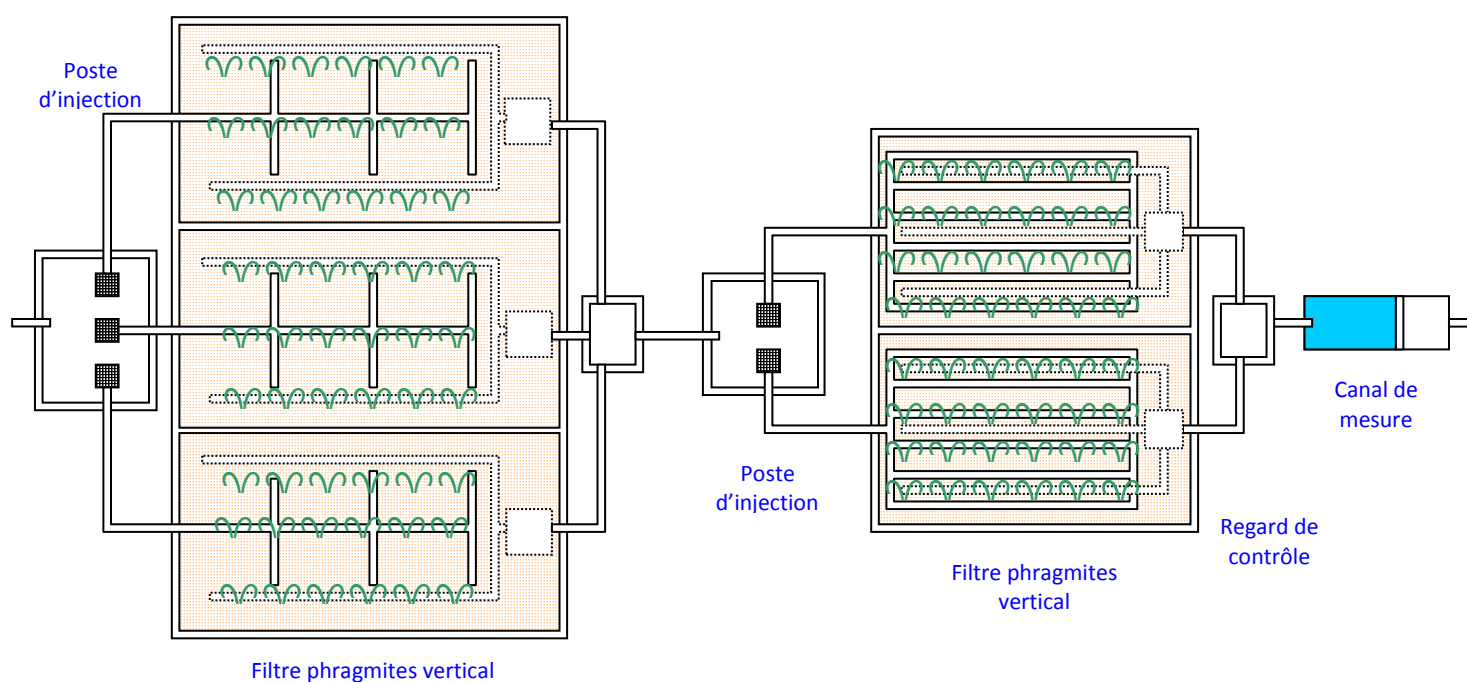 Poste
d'injection
Filtre phragmites vertical
Poste
d'injection
Filtre phragmites
vertical
Regard de
contrôle
Canal de
mesure